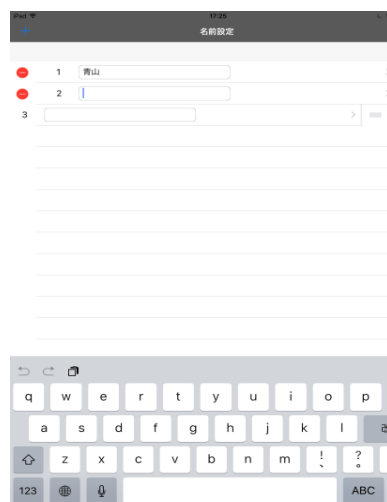 iPad 17:25
名前設定
1 青山
2
3
q w e r t y u i o p
a s d f g h j k l
z x c v b n m ! 、 ? 。
123 ABC